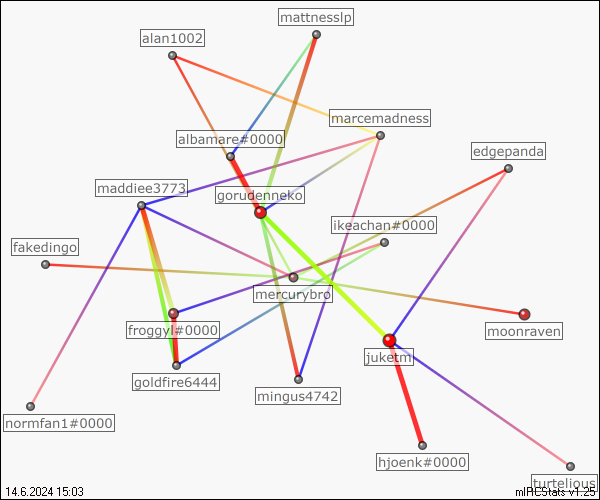 mattnesslp
alan1002
marcemadness
albamare#0000
edgepanda
maddiee3773
gorudenneko
ikeachan#0000
fakedingo
mercurybro
froggyl#0000
moonraven
juketm
goldfire6444
mingus4742
normfan1#0000
hjoenk#0000
turtelious
14.6.2024 15:03
mIRCStats v1.25